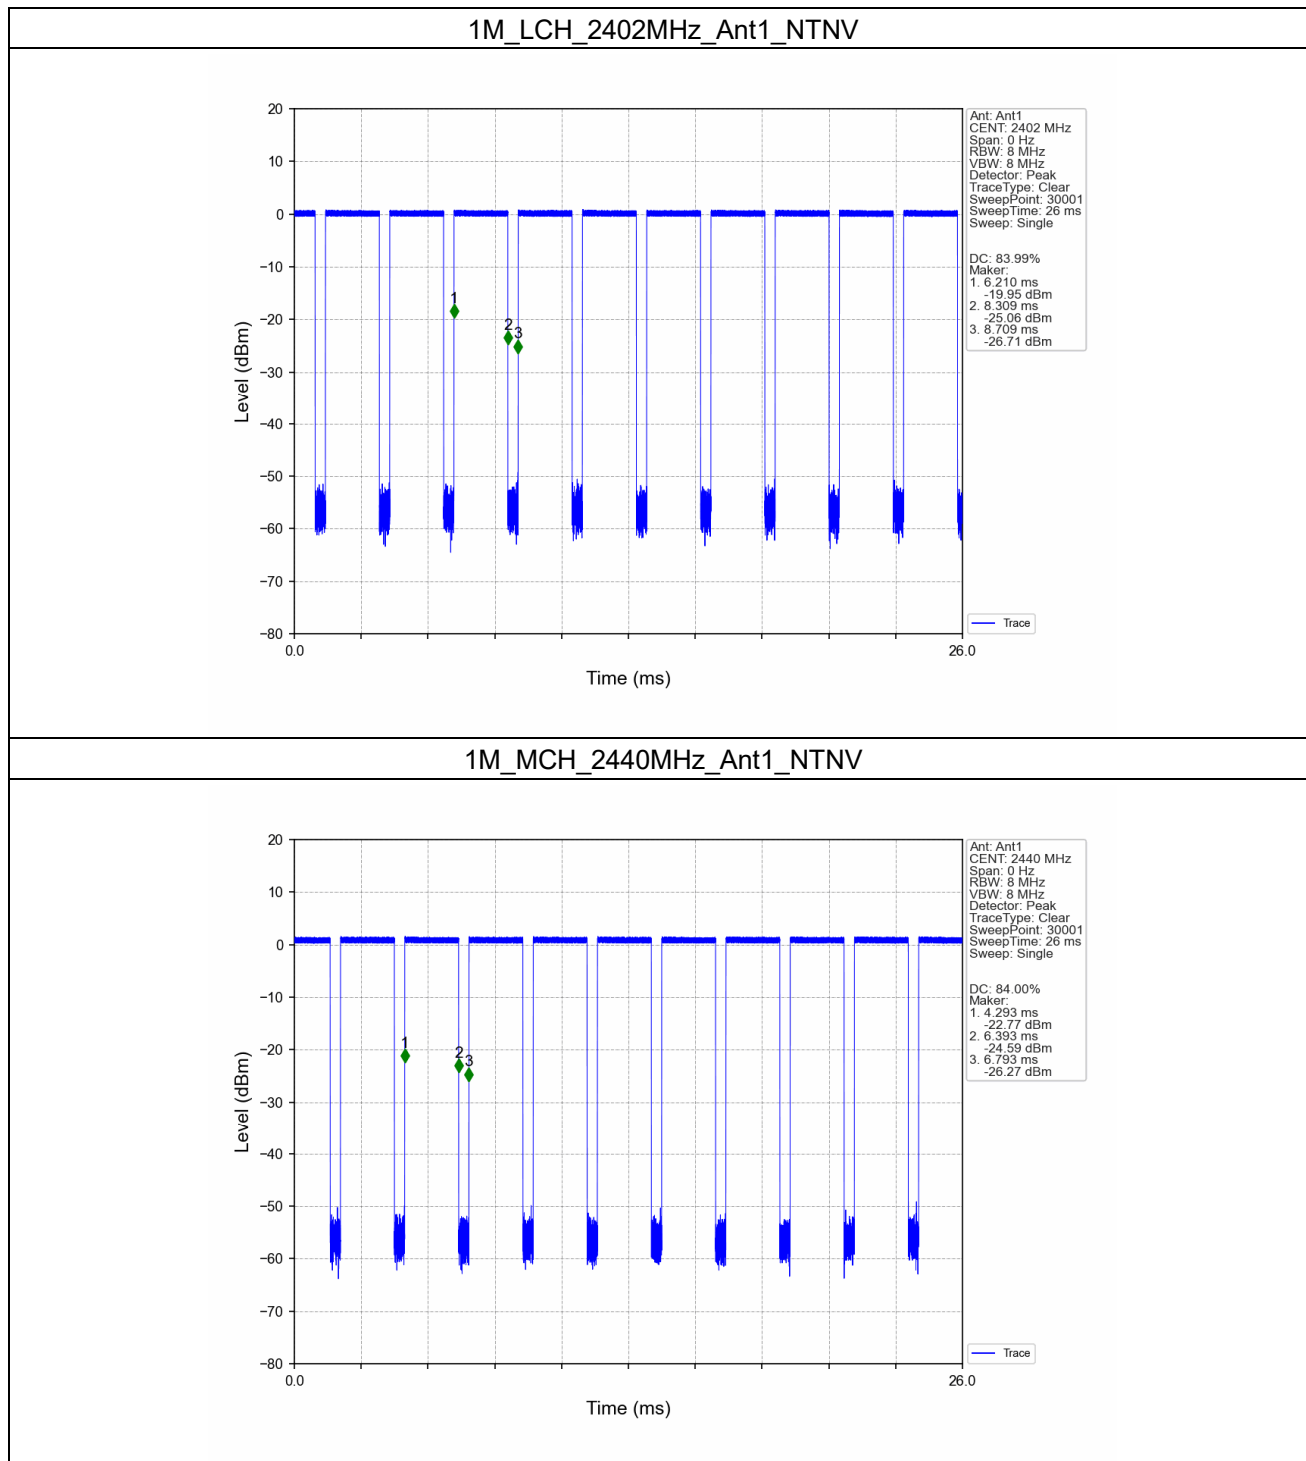 1M_LCH_2402MHz_Ant1_NTNV
20
10
0
−10
−20
−30
−40
−50
−60
−70
−80
Level (dBm)
1
2
3
0.0
26.0
Time (ms)
Ant: Ant1
CENT: 2402 MHz
Span: 0 Hz
RBW: 8 MHz
VBW: 8 MHz
Detector: Peak
TraceType: Clear
SweepPoint: 30001
SweepTime: 26 ms
Sweep: Single
DC: 83.99%
Maker:
1. 6.210 ms
-19.95 dBm
2. 8.309 ms
-25.06 dBm
3. 8.709 ms
-26.71 dBm
Trace
1M_MCH_2440MHz_Ant1_NTNV
20
10
0
−10
−20
−30
−40
−50
−60
−70
−80
Level (dBm)
1
2
3
0.0
26.0
Time (ms)
Ant: Ant1
CENT: 2440 MHz
Span: 0 Hz
RBW: 8 MHz
VBW: 8 MHz
Detector: Peak
TraceType: Clear
SweepPoint: 30001
SweepTime: 26 ms
Sweep: Single
DC: 84.00%
Maker:
1. 4.293 ms
-22.77 dBm
2. 6.393 ms
-24.59 dBm
3. 6.793 ms
-26.27 dBm
Trace